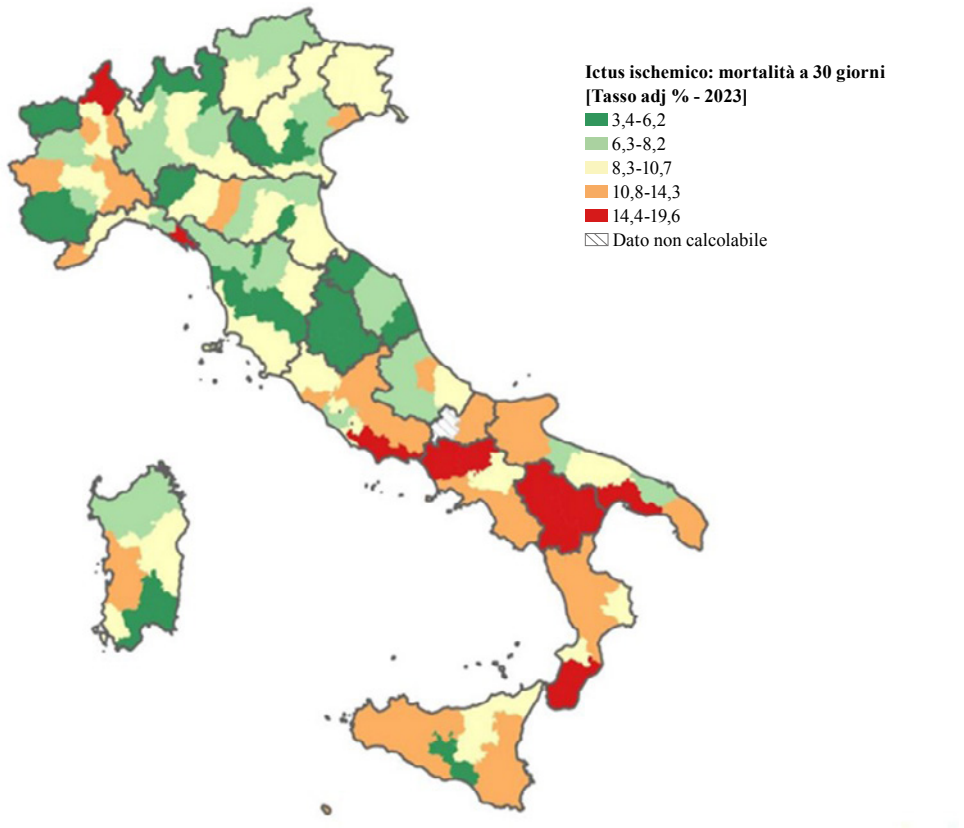 Ictus ischemico: mortalità a 30 giorni
[Tasso adj % - 2023]
3,4-6,2
6,3-8,2
8,3-10,7
10,8-14,3
14,4-19,6
Dato non calcolabile